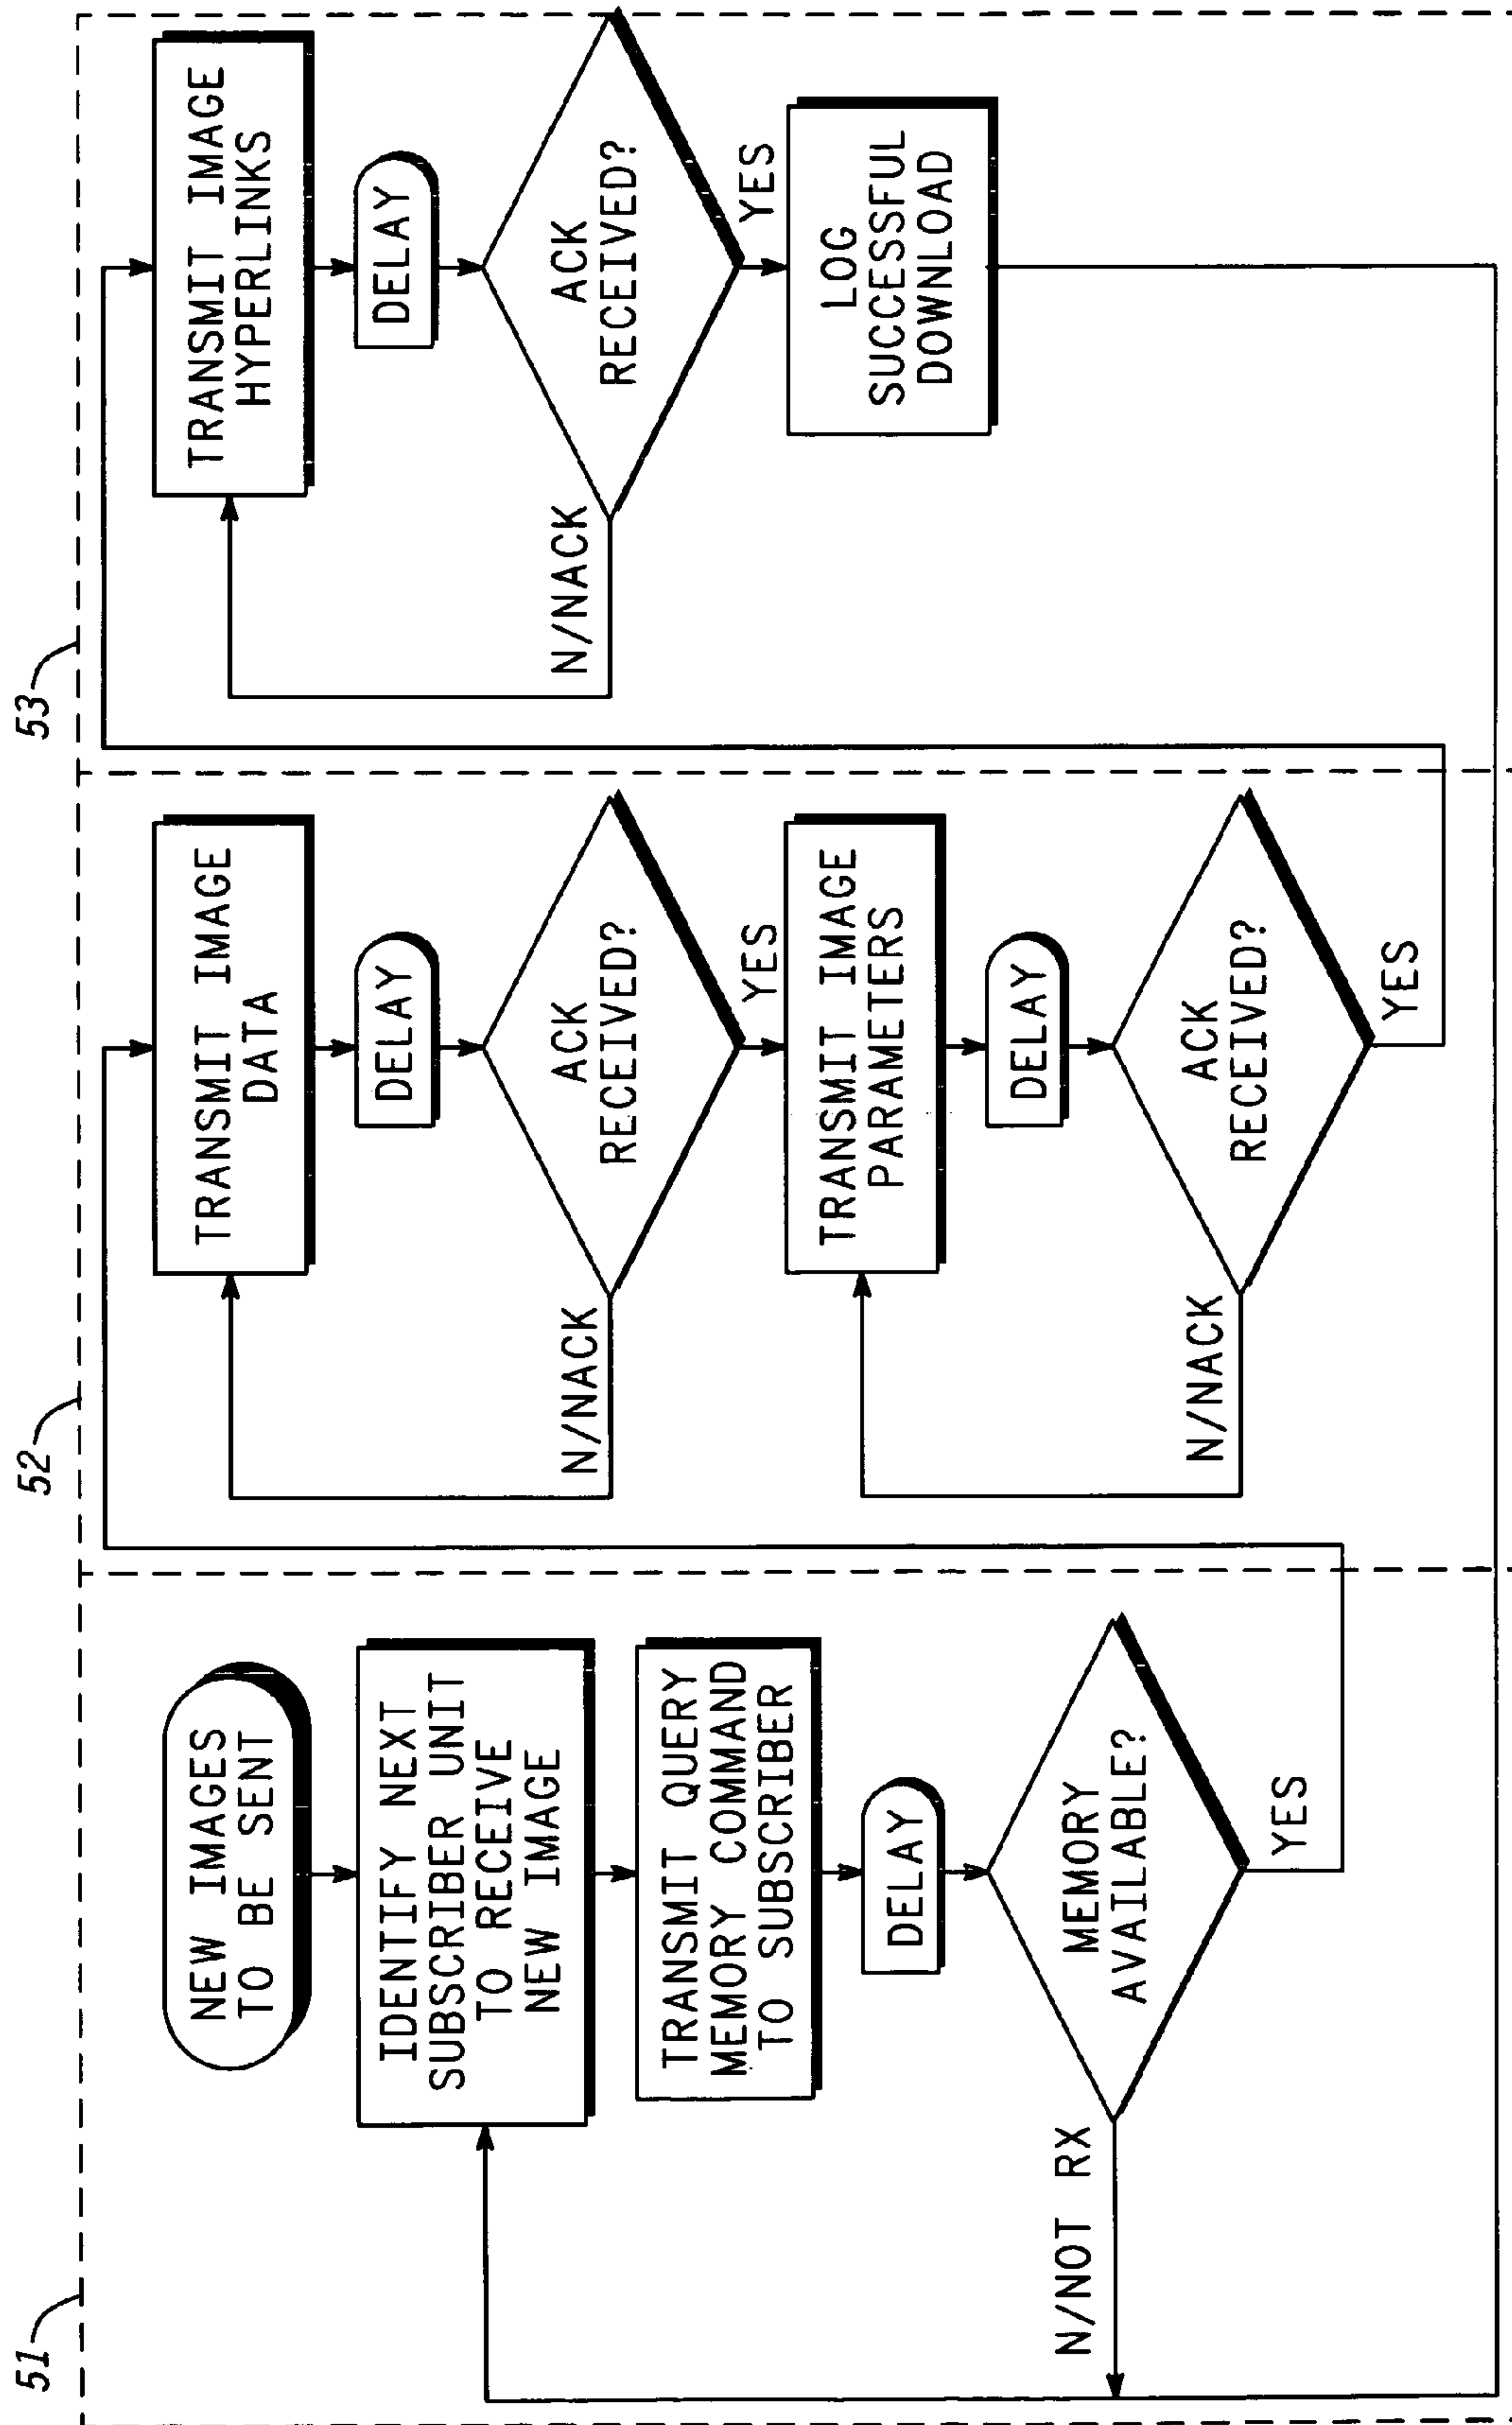 51
NEW IMAGES
TO BE SENT
IDENTIFY NEXT
SUBSCRIBER UNIT
TO RECEIVE
NEW IMAGE
TRANSMIT QUERY
MEMORY COMMAND
TO SUBSCRIBER
DELAY
MEMORY
AVAILABLE?
N/NOT RX
YES
52
TRANSMIT IMAGE
DATA
DELAY
ACK
RECEIVED?
N/NACK
YES
TRANSMIT IMAGE
PARAMETERS
DELAY
ACK
RECEIVED?
N/NACK
YES
53
TRANSMIT IMAGE
HYPERLINKS
DELAY
ACK
RECEIVED?
N/NACK
YES
LOG
SUCCESSFUL
DOWNLOAD